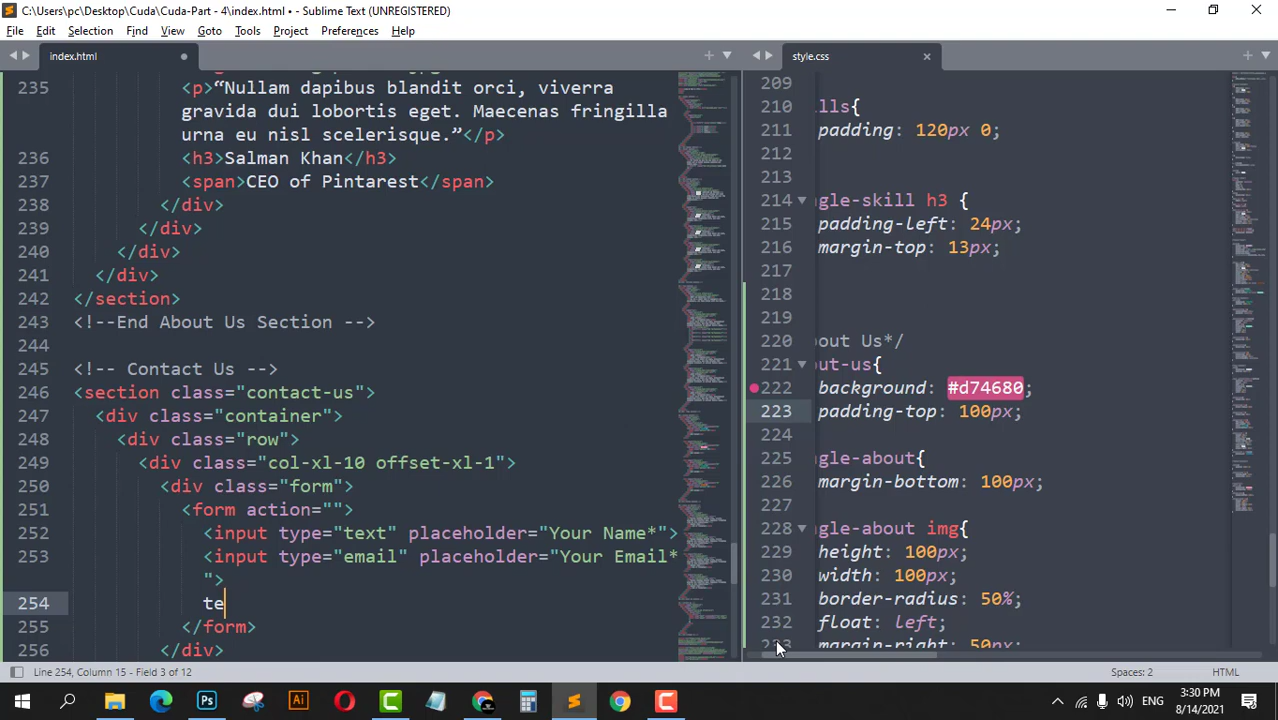 C:\Users\pc\Desktop\Cuda\Cuda-Part - 4\index.html • - Sublime Text (UNREGISTERED)
File Edit Selection Find View Goto Tools Project Preferences Help
index.html
style.css
235 <p>“Nullam dapibus blandit orci, viverra
gravida dui lobortis eget. Maecenas fringilla
urna eu nisl scelerisque.”</p>
236 <h3>Salman Khan</h3>
237 <span>CEO of Pintarest</span>
238 </div>
239 </div>
240 </div>
241 </div>
242 </section>
243 <!--End About Us Section -->
244
245 <!-- Contact Us -->
246 <section class="contact-us">
247 <div class="container">
248 <div class="row">
249 <div class="col-xl-10 offset-xl-1">
250 <div class="form">
251 <form action="">
252 <input type="text" placeholder="Your Name*">
253 <input type="email" placeholder="Your Email*
">
254 te
255 </form>
256 </div>
209
210 ills{
211 padding: 120px 0;
212
213
214 ngle-skill h3 {
215 padding-left: 24px;
216 margin-top: 13px;
217
218
219
220 bout Us*/
221 out-us{
222 background: #d74680;
223 padding-top: 100px;
224
225 ngle-about{
226 margin-bottom: 100px;
227
228 ngle-about img{
229 height: 100px;
230 width: 100px;
231 border-radius: 50%;
232 float: left;
233 margin-right: 50px;
Line 254, Column 15 - Field 3 of 12
Spaces: 2
HTML
ENG
3:30 PM
8/14/2021